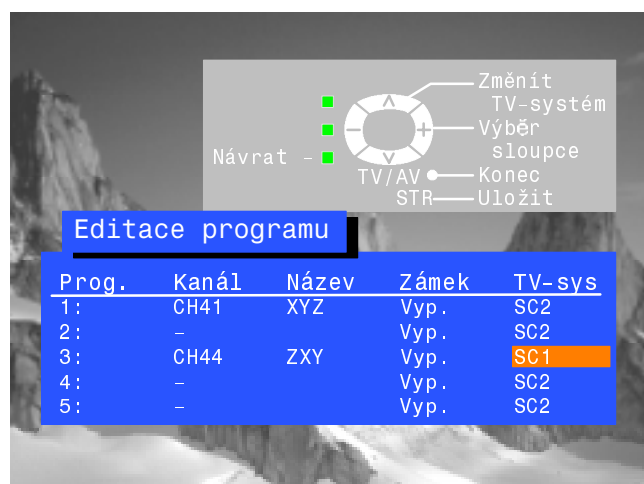 Změnít
TV-systém
Výběr
sloupce
Návrat -
TV/AV Konec
STR Uložit
Editace programu
Prog. Kanál Název Zámek TV-sys
1: CH41 XYZ Vyp. SC2
2: - Vyp. SC2
3: CH44 ZXY Vyp. SC1
4: - Vyp. SC2
5: - Vyp. SC2